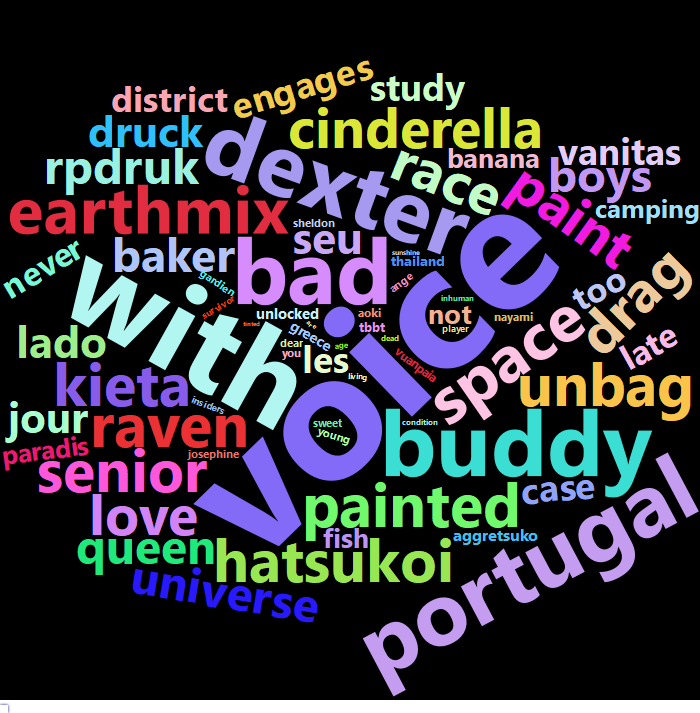 engages
study
district
cinderella
druck
dextere
race
banana
vanitas
rpdruk
boys
paint
camping
earthmix
sheldon
seu
baker
bad
sunshine
thailand
never
gardien
ange
too
drag
survivor
voice
inhuman
with
unlocked
aoki
not
nayami
tinted
tbbt
player
greece
space
late
lado
dear
age
dead
you
les
vuanpaia
kieta
living
unbag
insiders
jour
raven
sweet
condition
young
buddy
paradis
josephine
senior
case
painted
love
fish
aggretsuko
queen
hatsukoi
portugal
universe